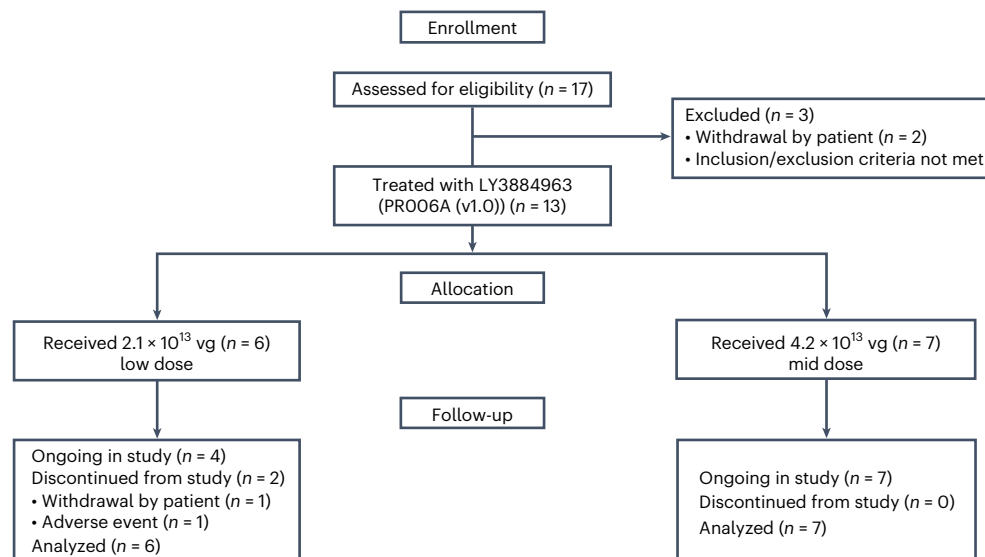 Enrollment
Assessed for eligibility (n = 17)
Excluded (n = 3)
• Withdrawal by patient (n = 2)
• Inclusion/exclusion criteria not met
Treated with LY3884963
(PR006A (v1.0)) (n = 13)
Allocation
Received 2.1 × 10¹³ vg (n = 6)
low dose
Received 4.2 × 10¹³ vg (n = 7)
mid dose
Follow-up
Ongoing in study (n = 4)
Discontinued from study (n = 2)
• Withdrawal by patient (n = 1)
• Adverse event (n = 1)
Analyzed (n = 6)
Ongoing in study (n = 7)
Discontinued from study (n = 0)
Analyzed (n = 7)